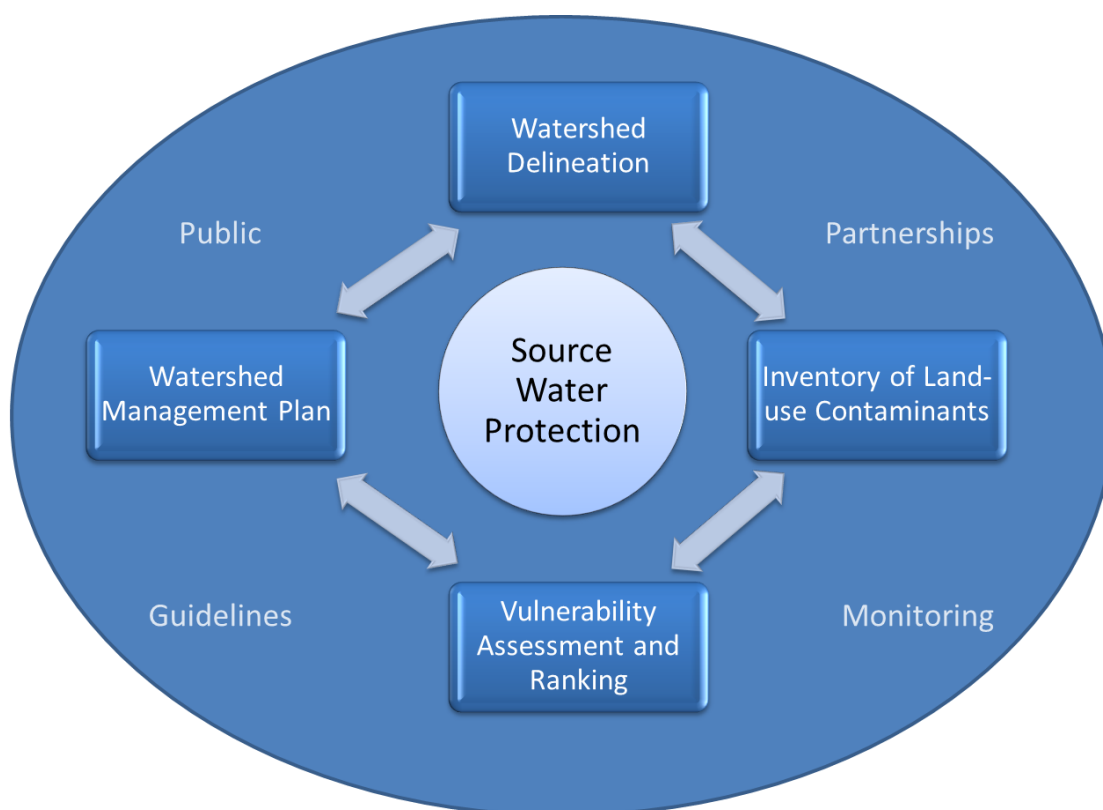 Watershed
Delineation
Public
Partnerships
Source
Water
Protection
Watershed
Management Plan
Inventory of Land-
use Contaminants
Guidelines
Monitoring
Vulnerability
Assessment and
Ranking